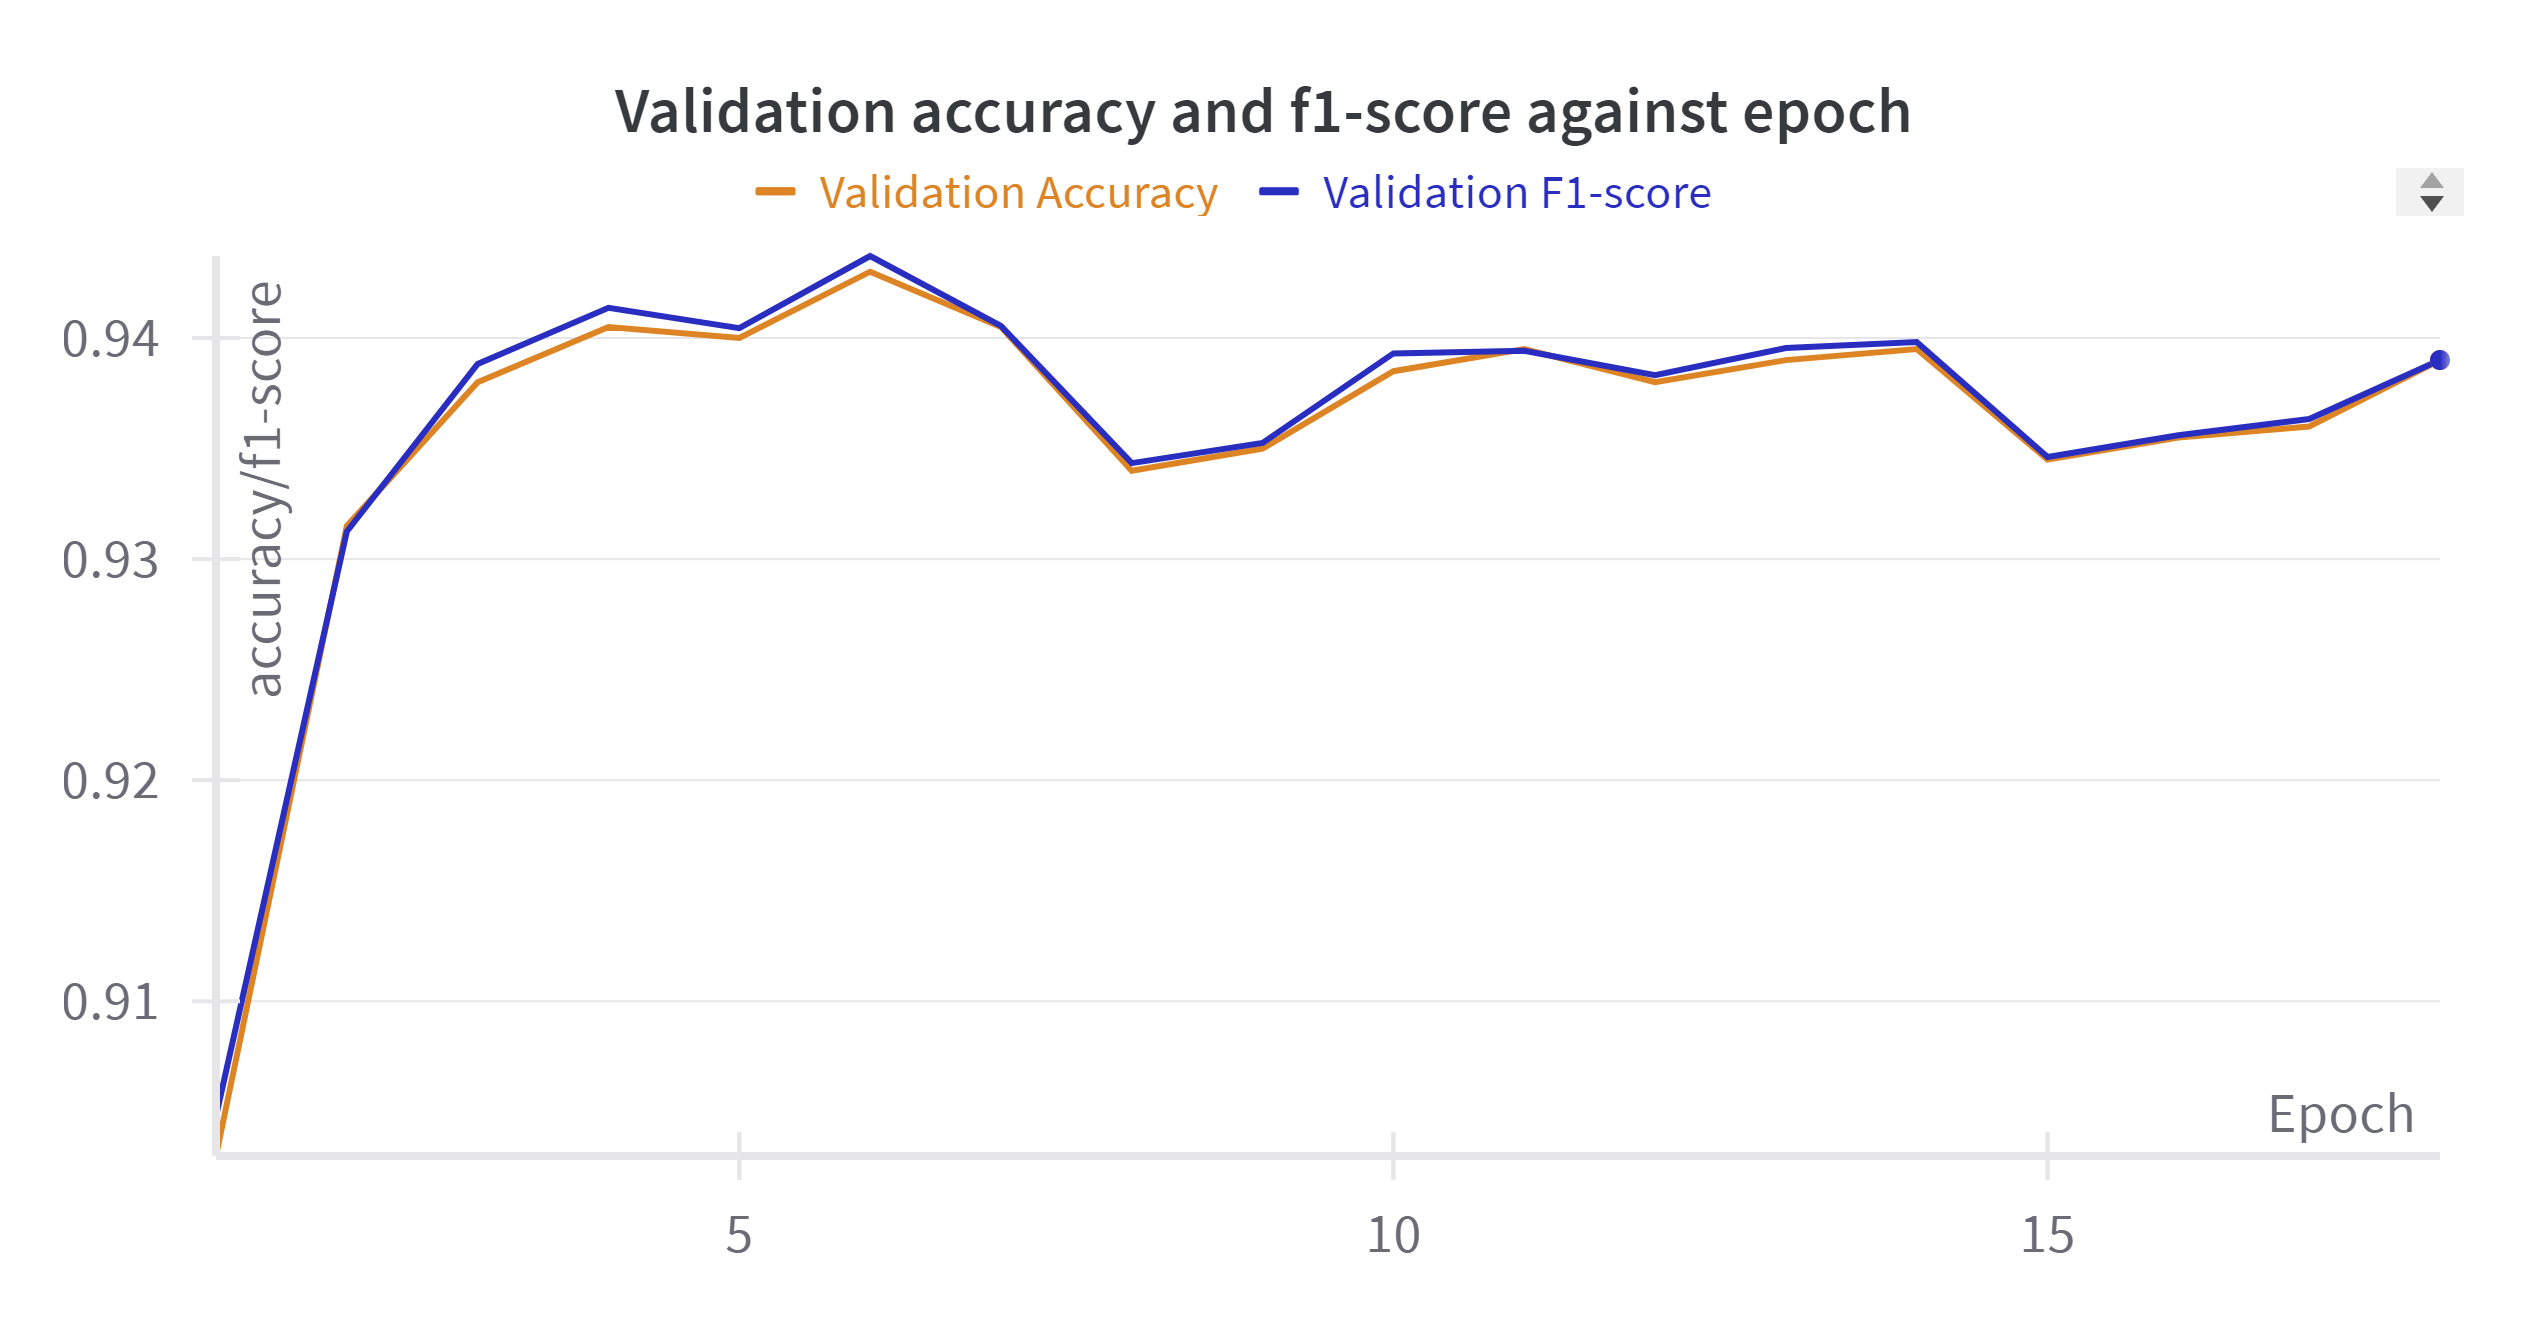 Validation accuracy and f1-score against epoch
Validation Accuracy Validation F1-score
accuracy/f1-score
0.94
0.93
0.92
0.91
Epoch
5 10 15